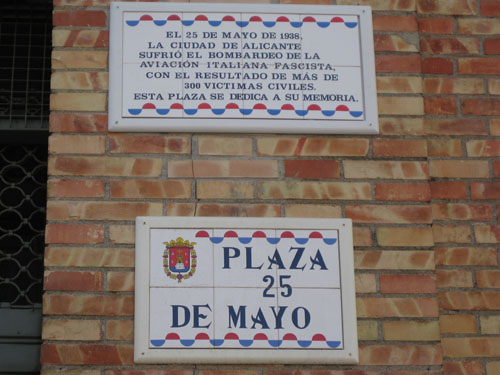 EL 25 DE MAYO DE 1938,
LA CIUDAD DE ALICANTE
SUFRIÓ EL BOMBARDEO DE LA
AVIACIÓN ITALIANA FASCISTA,
CON EL RESULTADO DE MÁS DE
300 VICTIMAS CIVILES.
ESTA PLAZA SE DEDICA A SU MEMORIA.
PLAZA
25
DE MAYO